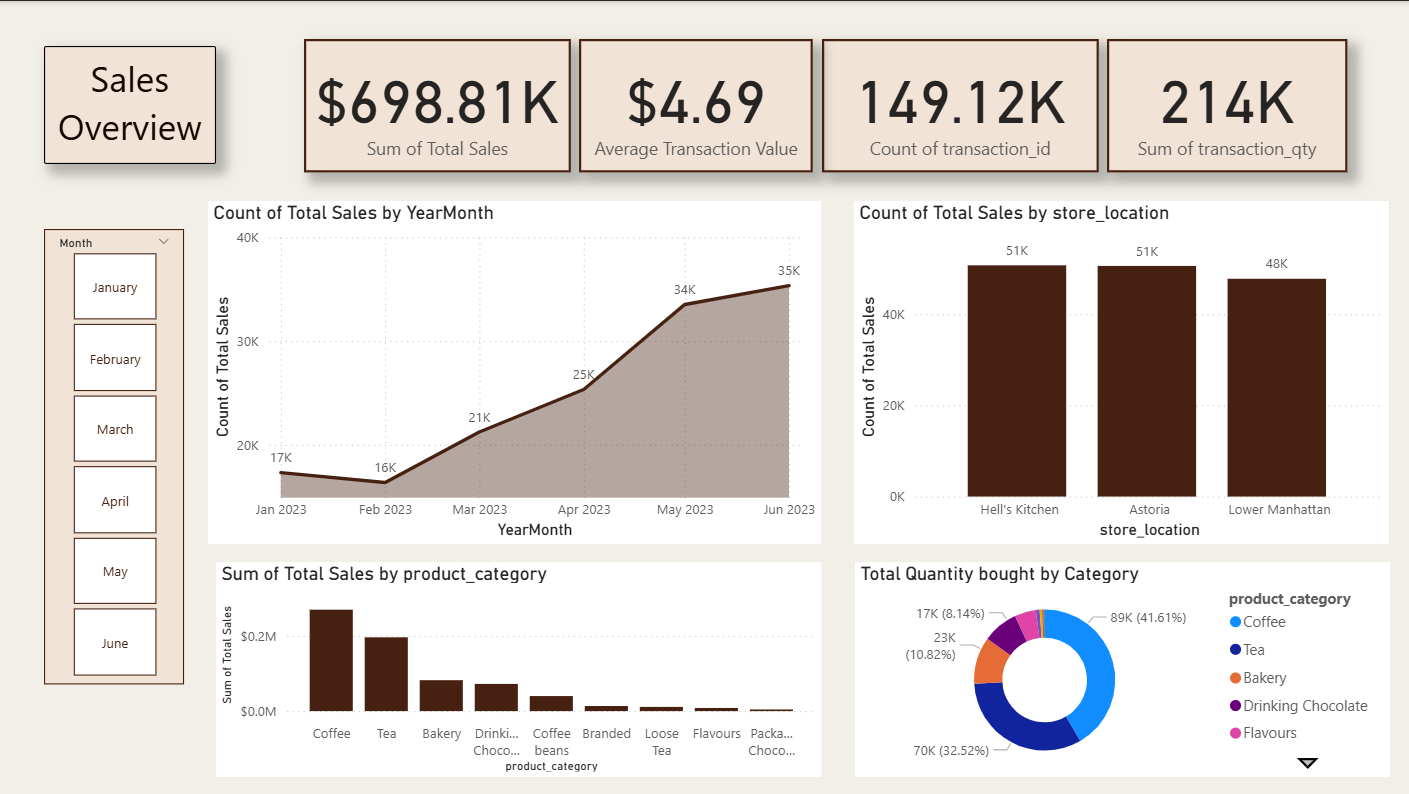 Sales
Overview
$698.81K
Sum of Total Sales
$4.69
Average Transaction Value
149.12K
Count of transaction_id
214K
Sum of transaction_qty
Month
January
February
March
April
May
June
Count of Total Sales by YearMonth
Count of Total Sales
40K
30K
20K
17K
16K
21K
25K
34K
35K
Jan 2023
Feb 2023
Mar 2023
Apr 2023
May 2023
Jun 2023
YearMonth
Count of Total Sales by store_location
Count of Total Sales
40K
20K
0K
51K
51K
48K
Hell's Kitchen
Astoria
Lower Manhattan
store_location
Sum of Total Sales by product_category
Sum of Total Sales
$0.2M
$0.0M
Coffee
Tea
Bakery
Drinki...
Choco...
Coffee
beans
Branded
Loose
Tea
Flavours
Packa...
Choco...
product_category
Total Quantity bought by Category
17K (8.14%)
23K
(10.82%)
70K (32.52%)
89K (41.61%)
product_category
Coffee
Tea
Bakery
Drinking Chocolate
Flavours